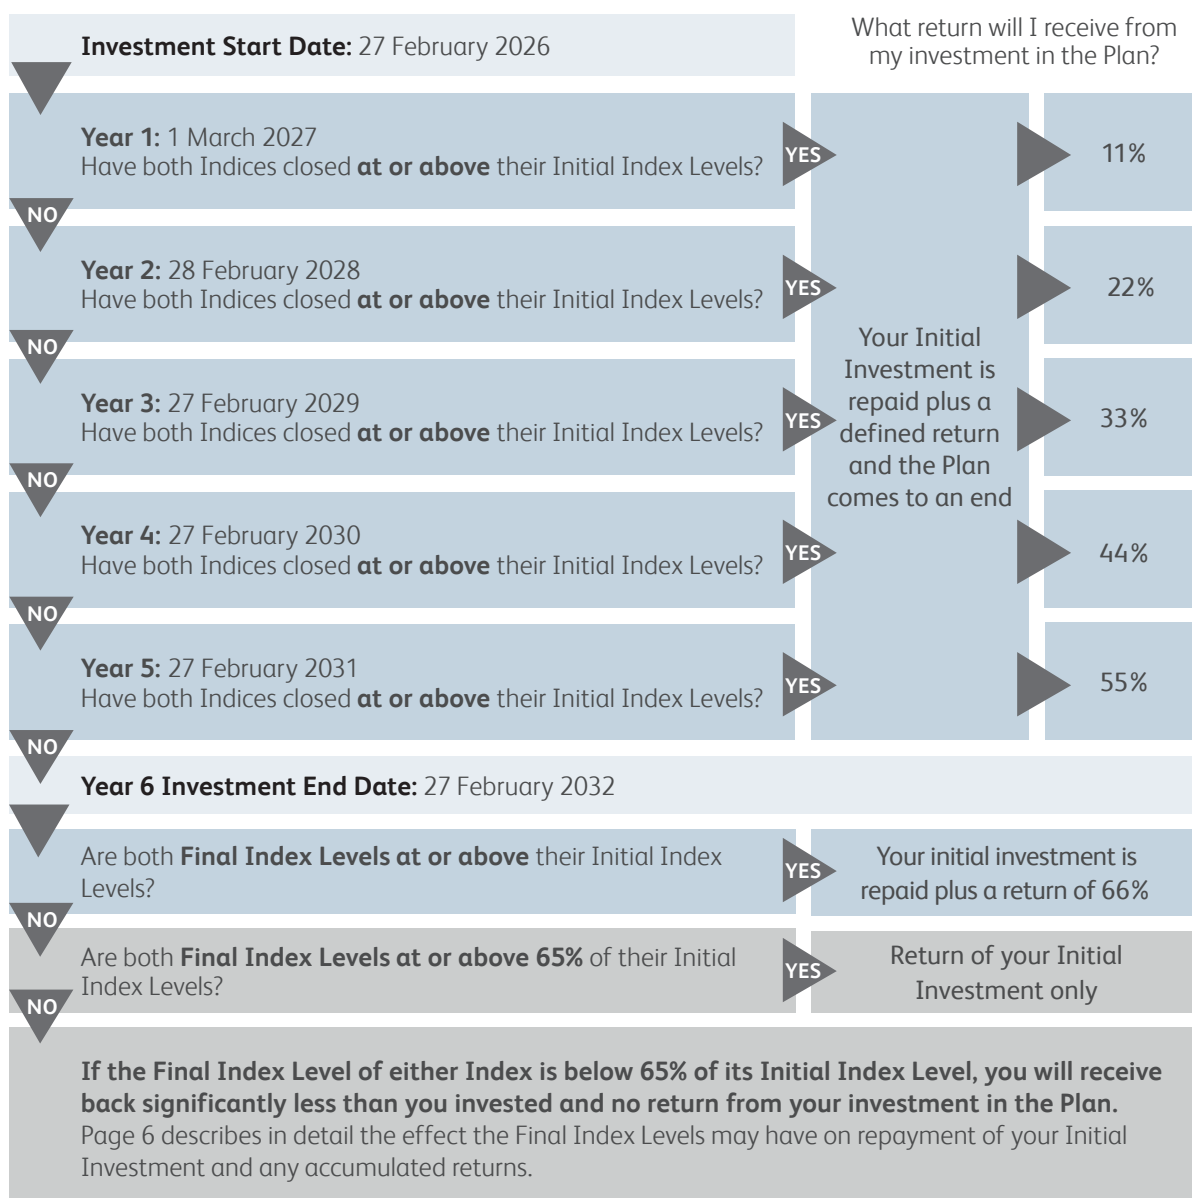 Investment Start Date: 27 February 2026
What return will I receive from
my investment in the Plan?
Year 1: 1 March 2027
Have both Indices closed at or above their Initial Index Levels?
YES
11%
NO
Year 2: 28 February 2028
Have both Indices closed at or above their Initial Index Levels?
YES
22%
NO
Year 3: 27 February 2029
Have both Indices closed at or above their Initial Index Levels?
YES
33%
NO
Year 4: 27 February 2030
Have both Indices closed at or above their Initial Index Levels?
YES
44%
NO
Year 5: 27 February 2031
Have both Indices closed at or above their Initial Index Levels?
YES
55%
Your Initial
Investment is
repaid plus a
defined return
and the Plan
comes to an end
NO
Year 6 Investment End Date: 27 February 2032
Are both Final Index Levels at or above their Initial Index
Levels?
YES
Your initial investment is
repaid plus a return of 66%
NO
Are both Final Index Levels at or above 65% of their Initial
Index Levels?
YES
Return of your Initial
Investment only
NO
If the Final Index Level of either Index is below 65% of its Initial Index Level, you will receive
back significantly less than you invested and no return from your investment in the Plan.
Page 6 describes in detail the effect the Final Index Levels may have on repayment of your Initial
Investment and any accumulated returns.